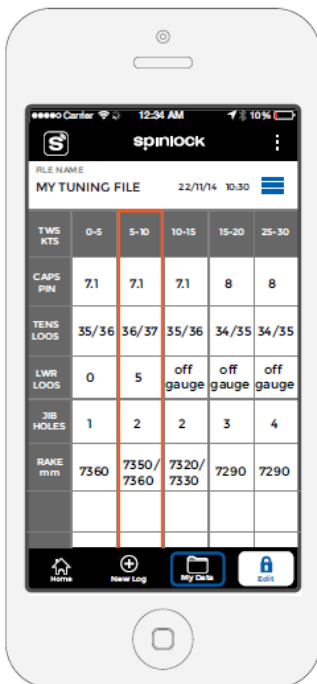 Carrier 12:34 AM 10%
S spinlock
FILE NAME
MY TUNING FILE 22/11/14 10:30
TWS KTS 0-5 5-10 10-15 15-20 25-30
CAPS PIN 7.1 7.1 7.1 8 8
TENS LOOS 35/36 36/37 35/36 34/35 34/35
LWR LOOS 0 5 off gauge off gauge off gauge
JIB HOLES 1 2 2 3 4
RAKE mm 7360 7350/7360 7320/7330 7290 7290
Home New Log My Data Edit